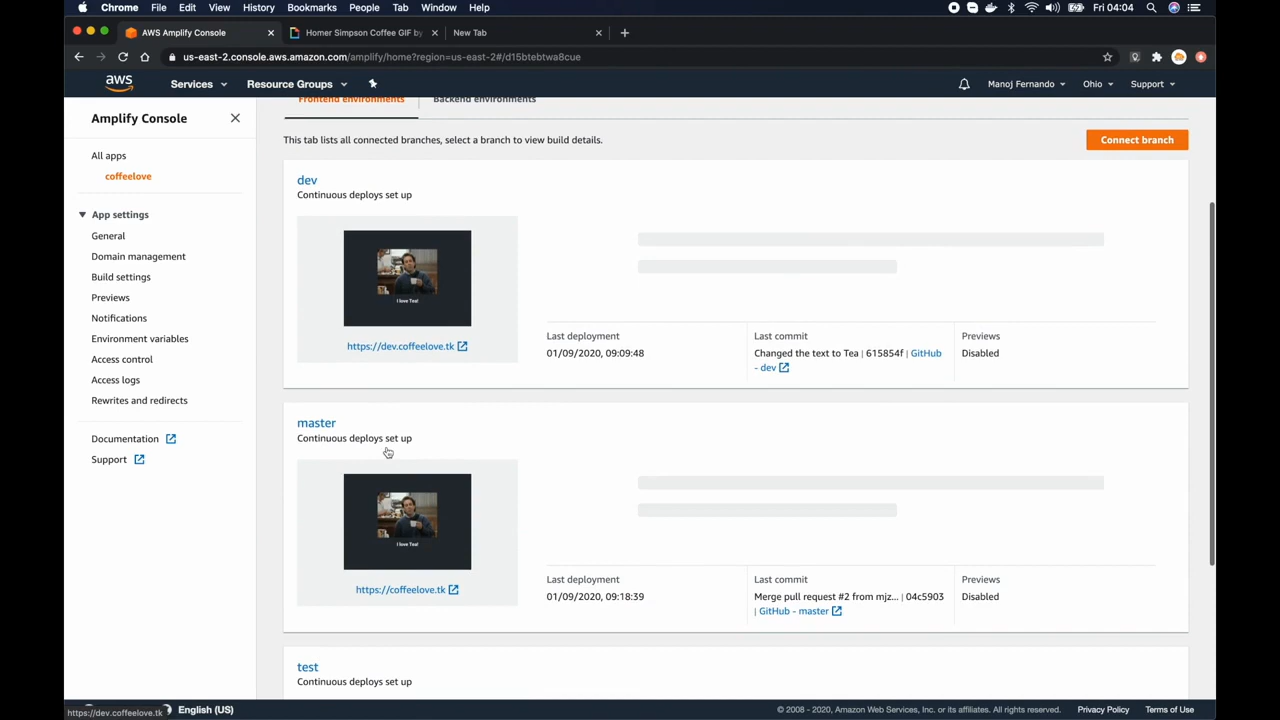 Chrome File Edit View History Bookmarks People Tab Window Help Fri 04:04
AWS Amplify Console Homer Simpson Coffee GIF by New Tab
us-east-2.console.aws.amazon.com/amplify/home?region=us-east-2#/d15btebtwa8cue
aws Services Resource Groups Manoj Fernando Ohio Support
Amplify Console
All apps
coffeelove
App settings
General
Domain management
Build settings
Previews
Notifications
Environment variables
Access control
Access logs
Rewrites and redirects
Documentation
Support
Frontend environments Backend environments
This tab lists all connected branches, select a branch to view build details.
Connect branch
dev
Continuous deploys set up
I love Tea!
https://dev.coffeelove.tk
Last deployment
01/09/2020, 09:09:48
Last commit
Changed the text to Tea | 615854f | GitHub
- dev
Previews
Disabled
master
Continuous deploys set up
I love Tea!
https://coffeelove.tk
Last deployment
01/09/2020, 09:18:39
Last commit
Merge pull request #2 from mjz... | 04c5903
| GitHub - master
Previews
Disabled
test
Continuous deploys set up
https://dev.coffeelove.tk
English (US)
© 2008 - 2020, Amazon Web Services, Inc. or its affiliates. All rights reserved. Privacy Policy Terms of Use